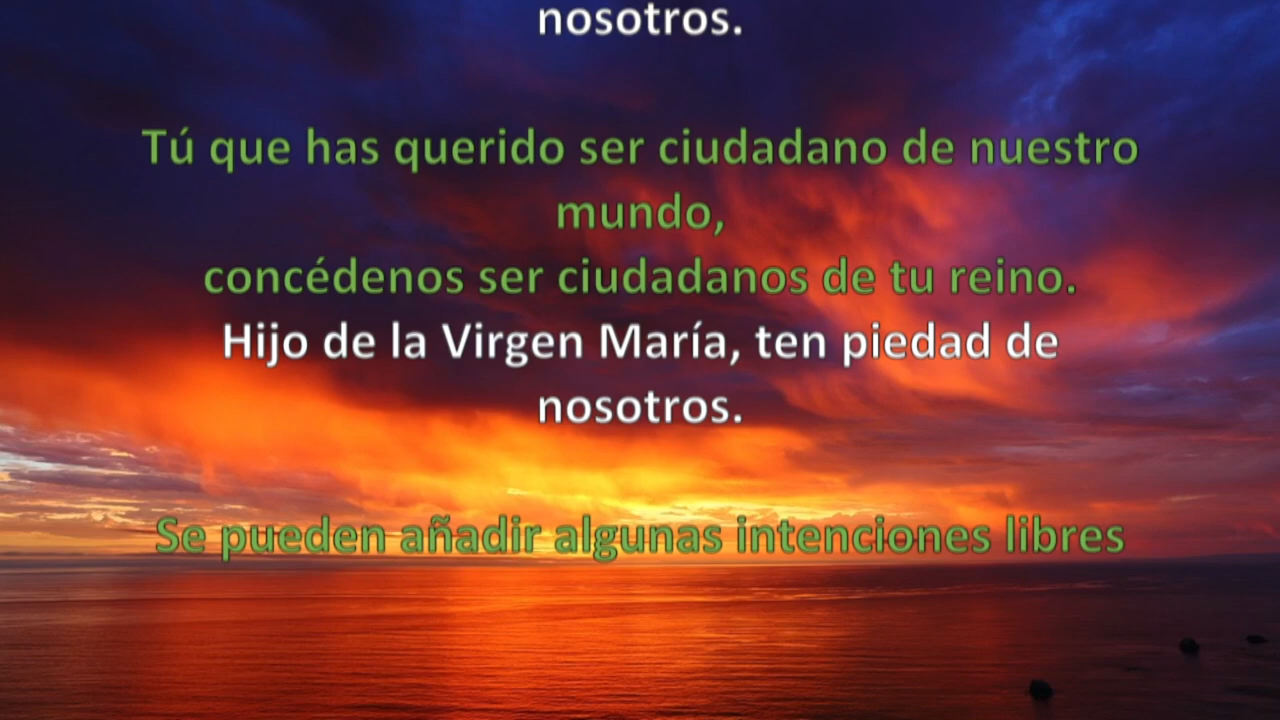 nosotros.
Tú que has querido ser ciudadano de nuestro
mundo,
concédenos ser ciudadanos de tu reino.
Hijo de la Virgen María, ten piedad de
nosotros.
Se pueden añadir algunas intenciones libres